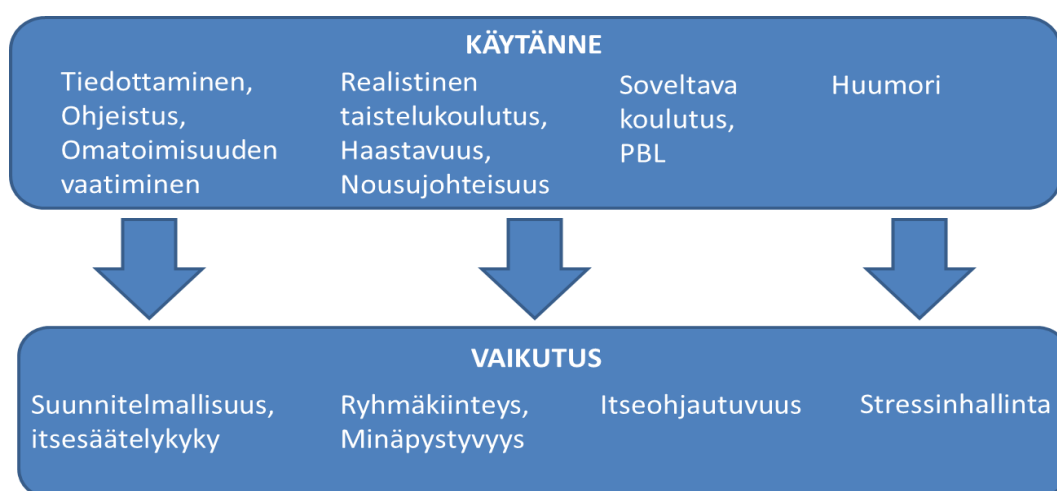 KÄYTÄNNE
Tiedottaminen,
Ohjeistus,
Omatoimisuuden
vaatiminen
Realistinen
taistelukoulutus,
Haastavuus,
Nousujohteisuus
Soveltava
koulutus,
PBL
Huumori
VAIKUTUS
Suunnitelmallisuus,
itsesäätelykyky
Ryhmäkiinteys,
Minäpystyvyys
Itseohjautuvuus
Stressinhallinta